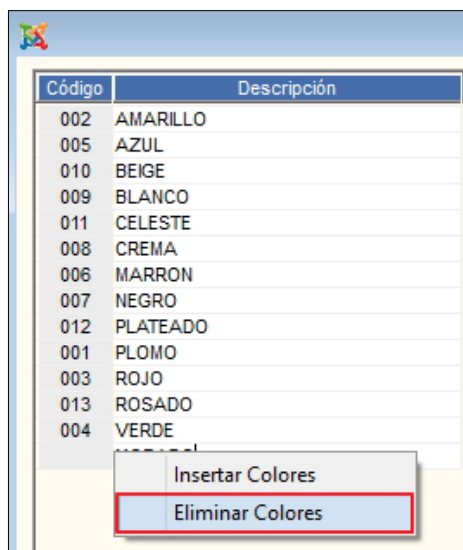 Código Descripción
002 AMARILLO
005 AZUL
010 BEIGE
009 BLANCO
011 CELESTE
008 CREMA
006 MARRON
007 NEGRO
012 PLATEADO
001 PLOMO
003 ROJO
013 ROSADO
004 VERDE
Insertar Colores
Eliminar Colores